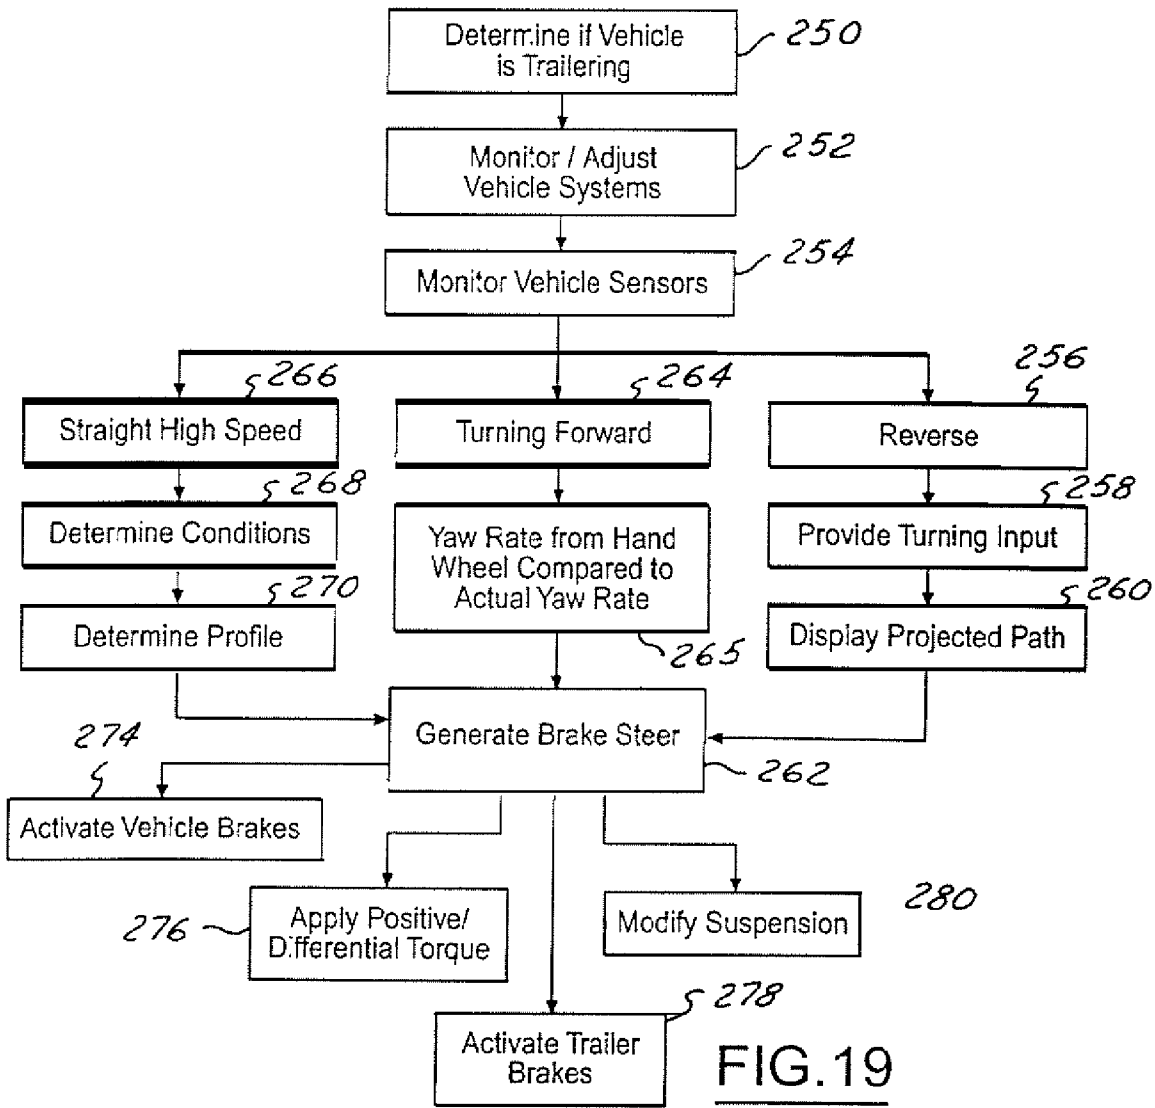 Determine if Vehicle
is Trailering
250
Monitor / Adjust
Vehicle Systems
252
Monitor Vehicle Sensors
254
266
Straight High Speed
264
Turning Forward
256
Reverse
268
Determine Conditions
Yaw Rate from Hand
Wheel Compared to
Actual Yaw Rate
265
258
Provide Turning Input
270
Determine Profile
260
Display Projected Path
Generate Brake Steer
262
274
Activate Vehicle Brakes
276
Apply Positive/
Differential Torque
Modify Suspension
280
278
Activate Trailer
Brakes
FIG.19